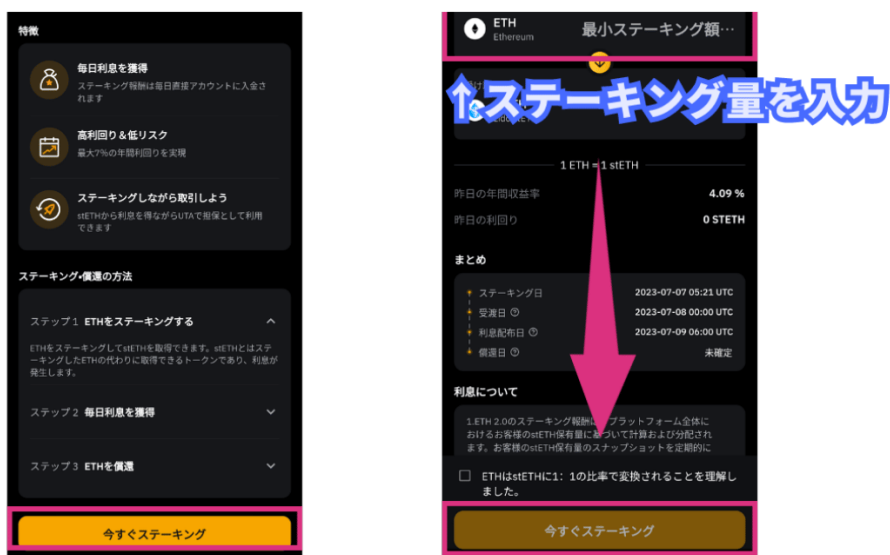 特徴
毎日利息を獲得
ステーキング報酬は毎日直接アカウントに入金さ
れます
高利回り＆低リスク
最大7%の年間利回りを実現
ステーキングしながら取引しよう
stETHから利息を得ながらUTAで担保として利用
できます
ステーキング・償還の方法
ステップ 1 ETHをステーキングする
ETHをステーキングしてstETHを取得できます。stETHとはステ
ーキングしたETHの代わりに取得できるトークンであり、利息が
発生します。
ステップ 2 毎日利息を獲得
ステップ 3 ETHを償還
今すぐステーキング
ETH
Ethereum
最小ステーキング額…
↑ステーキング量を入力
1 ETH = 1 stETH
昨日の年間収益率
4.09 %
昨日の利回り
0 STETH
まとめ
ステーキング日
2023-07-07 05:21 UTC
受渡日
2023-07-08 00:00 UTC
利息配布日
2023-07-09 06:00 UTC
償還日
未確定
利息について
1.ETH 2.0のステーキング報酬は プラットフォーム全体に
おけるお客様のstETH保有量に基づいて計算および分配され
ます。お客様のstETH保有量のスナップショットを定期的に
ETHはstETHに1：1の比率で変換されることを理解し
ました。
今すぐステーキング